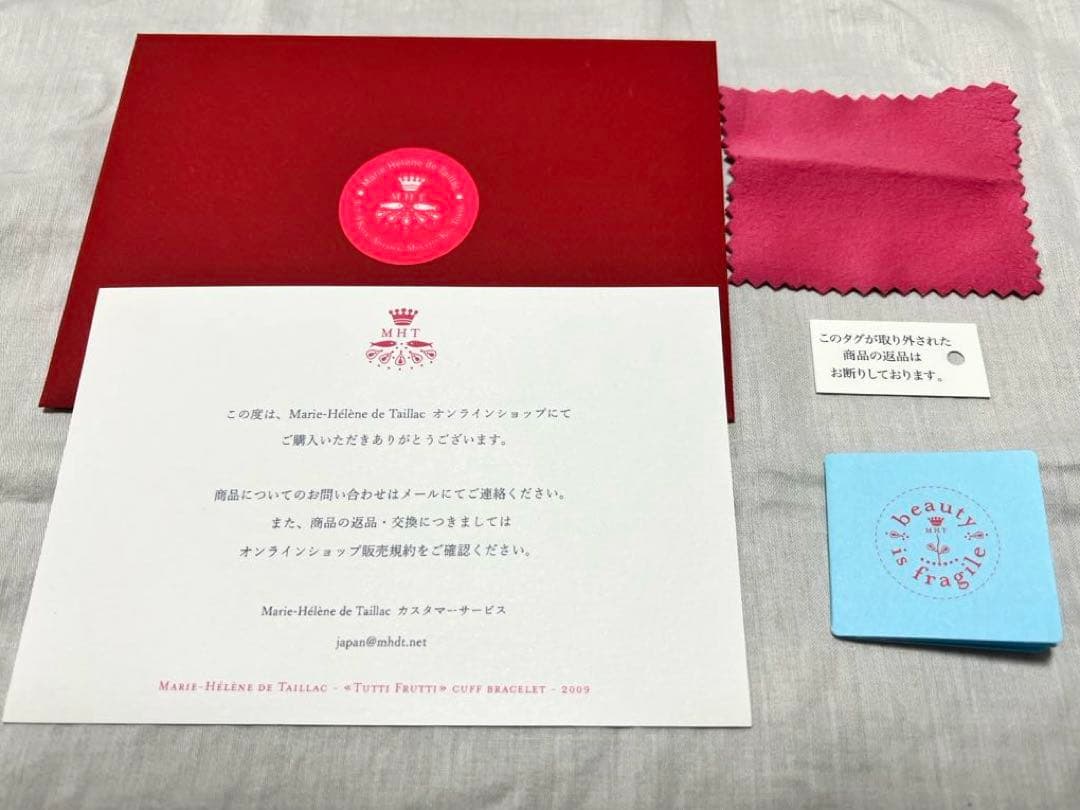 Marie-Hélène de Taillac
MHT
MHT
この度は、Marie-Hélène de Taillac オンラインショップにて
ご購入いただきありがとうございます。
商品についてのお問い合わせはメールにてご連絡ください。
また、商品の返品・交換につきましては
オンラインショップ販売規約をご確認ください。
Marie-Hélène de Taillac カスタマーサービス
japan@mhdt.net
MARIE-HÉLÈNE DE TAILLAC - «TUTTI FRUTTI» CUFF BRAGELET - 2009
このタグが取り外された
商品の返品は
お断りしております。
beauty
MHT
is fragile